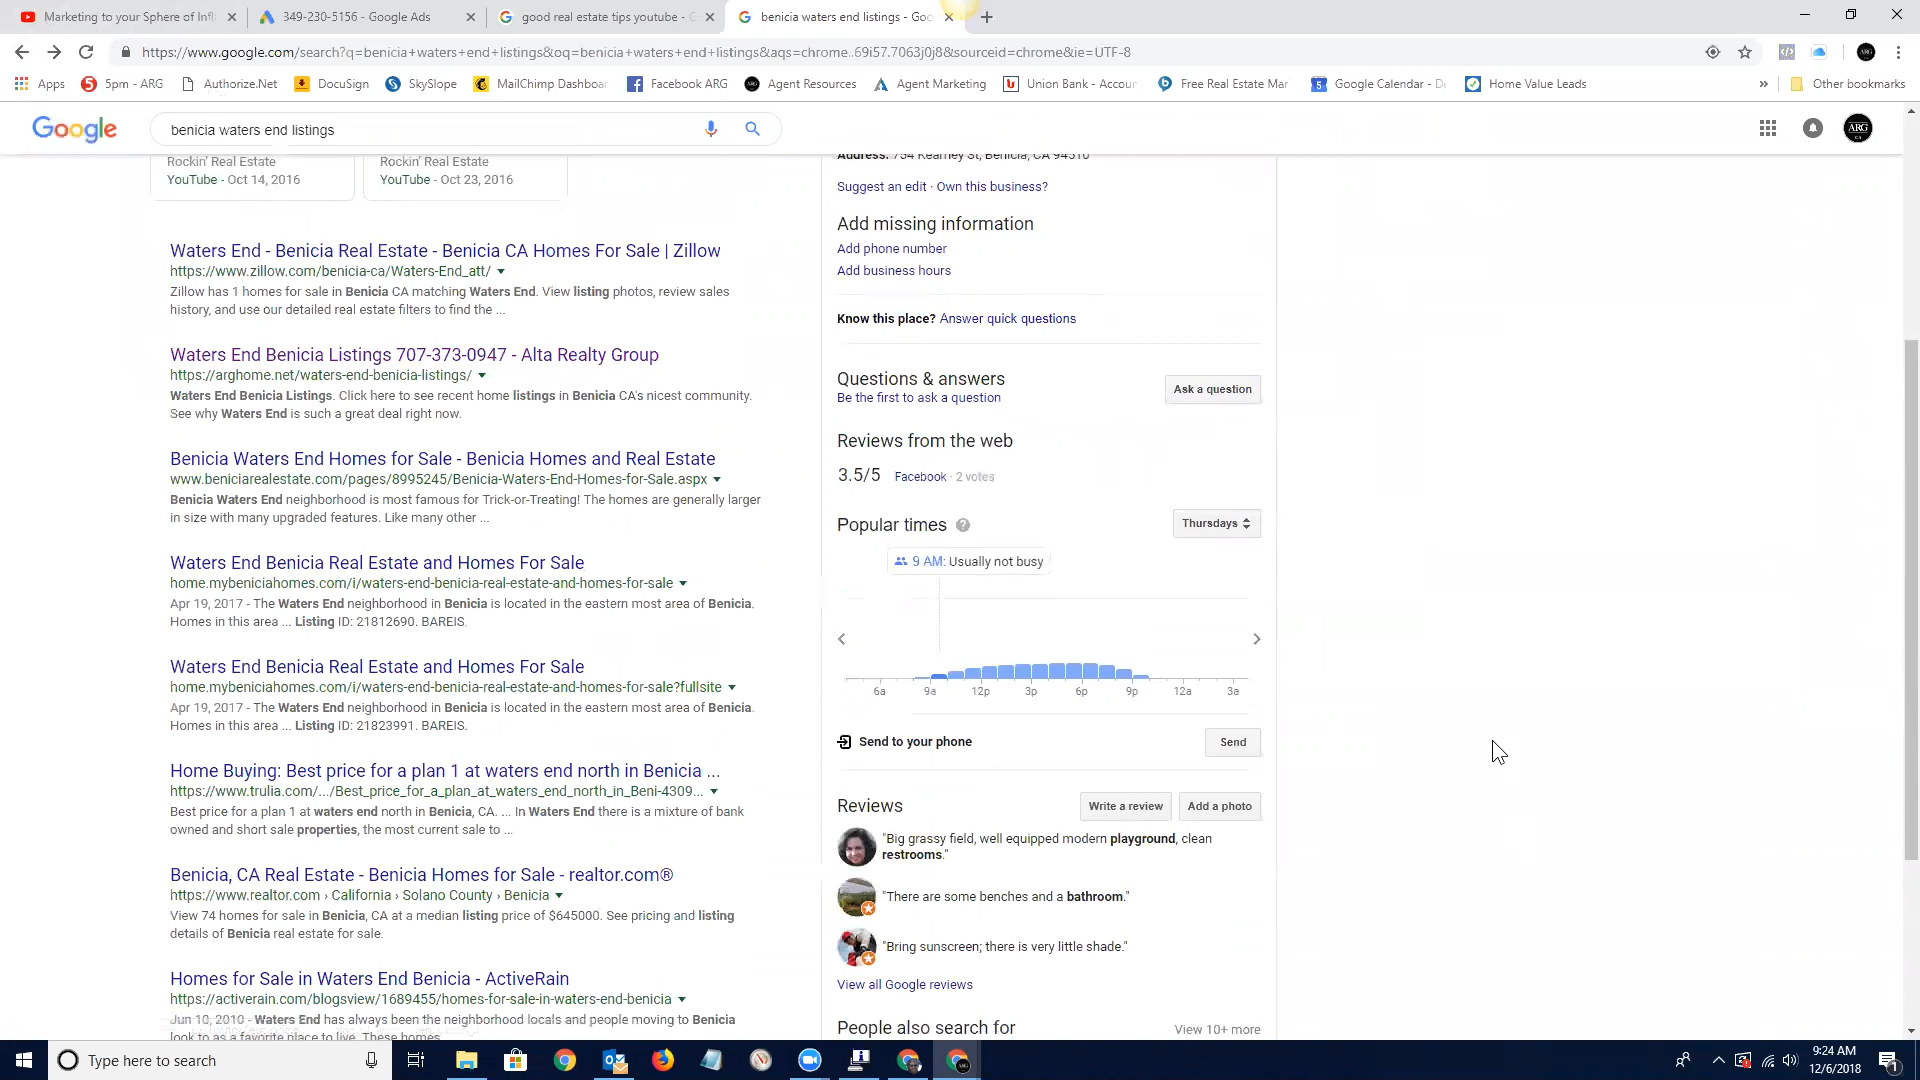 Marketing to your Sphere of Infl
349-230-5156 - Google Ads
good real estate tips youtube - G
benicia waters end listings - Goo
https://www.google.com/search?q=benicia+waters+end+listings&oq=benicia+waters+end+listings&aqs=chrome..69i57.7063j0j8&sourceid=chrome&ie=UTF-8
Apps
5pm - ARG
Authorize.Net
DocuSign
SkySlope
MailChimp Dashboar
Facebook ARG
Agent Resources
Agent Marketing
Union Bank - Accour
Free Real Estate Mar
Google Calendar - De
Home Value Leads
»
Other bookmarks
Google
benicia waters end listings
ARG
Rockin' Real Estate
YouTube - Oct 14, 2016
Rockin' Real Estate
YouTube - Oct 23, 2016
Waters End - Benicia Real Estate - Benicia CA Homes For Sale | Zillow
https://www.zillow.com/benicia-ca/Waters-End_att/
Zillow has 1 homes for sale in Benicia CA matching Waters End. View listing photos, review sales
history, and use our detailed real estate filters to find the ...
Waters End Benicia Listings 707-373-0947 - Alta Realty Group
https://arghome.net/waters-end-benicia-listings/
Waters End Benicia Listings. Click here to see recent home listings in Benicia CA's nicest community.
See why Waters End is such a great deal right now.
Benicia Waters End Homes for Sale - Benicia Homes and Real Estate
www.beniciarealestate.com/pages/8995245/Benicia-Waters-End-Homes-for-Sale.aspx
Benicia Waters End neighborhood is most famous for Trick-or-Treating! The homes are generally larger
in size with many upgraded features. Like many other ...
Waters End Benicia Real Estate and Homes For Sale
home.mybeniciahomes.com/i/waters-end-benicia-real-estate-and-homes-for-sale
Apr 19, 2017 - The Waters End neighborhood in Benicia is located in the eastern most area of Benicia.
Homes in this area ... Listing ID: 21812690. BAREIS.
Waters End Benicia Real Estate and Homes For Sale
home.mybeniciahomes.com/i/waters-end-benicia-real-estate-and-homes-for-sale?fullsite
Apr 19, 2017 - The Waters End neighborhood in Benicia is located in the eastern most area of Benicia.
Homes in this area ... Listing ID: 21823991. BAREIS.
Home Buying: Best price for a plan 1 at waters end north in Benicia ...
https://www.trulia.com/.../Best_price_for_a_plan_at_waters_end_north_in_Beni-4309...
Best price for a plan 1 at waters end north in Benicia, CA. ... In Waters End there is a mixture of bank
owned and short sale properties, the most current sale to ...
Benicia, CA Real Estate - Benicia Homes for Sale - realtor.com®
https://www.realtor.com › California › Solano County › Benicia
View 74 homes for sale in Benicia, CA at a median listing price of $645000. See pricing and listing
details of Benicia real estate for sale.
Homes for Sale in Waters End Benicia - ActiveRain
https://activerain.com/blogsview/1689455/homes-for-sale-in-waters-end-benicia
Jun 10, 2010 - Waters End has always been the neighborhood locals and people moving to Benicia
look to as a favorite place to live. These homes
Address: 754 Kearney St, Benicia, CA 94510
Suggest an edit · Own this business?
Add missing information
Add phone number
Add business hours
Know this place? Answer quick questions
Questions & answers
Be the first to ask a question
Ask a question
Reviews from the web
3.5/5 Facebook · 2 votes
Popular times
Thursdays
9 AM: Usually not busy
6a 9a 12p 3p 6p 9p 12a 3a
Send to your phone
Send
Reviews
Write a review
Add a photo
"Big grassy field, well equipped modern playground, clean
restrooms."
"There are some benches and a bathroom."
"Bring sunscreen; there is very little shade."
View all Google reviews
People also search for
View 10+ more
Type here to search
9:24 AM
12/6/2018
1